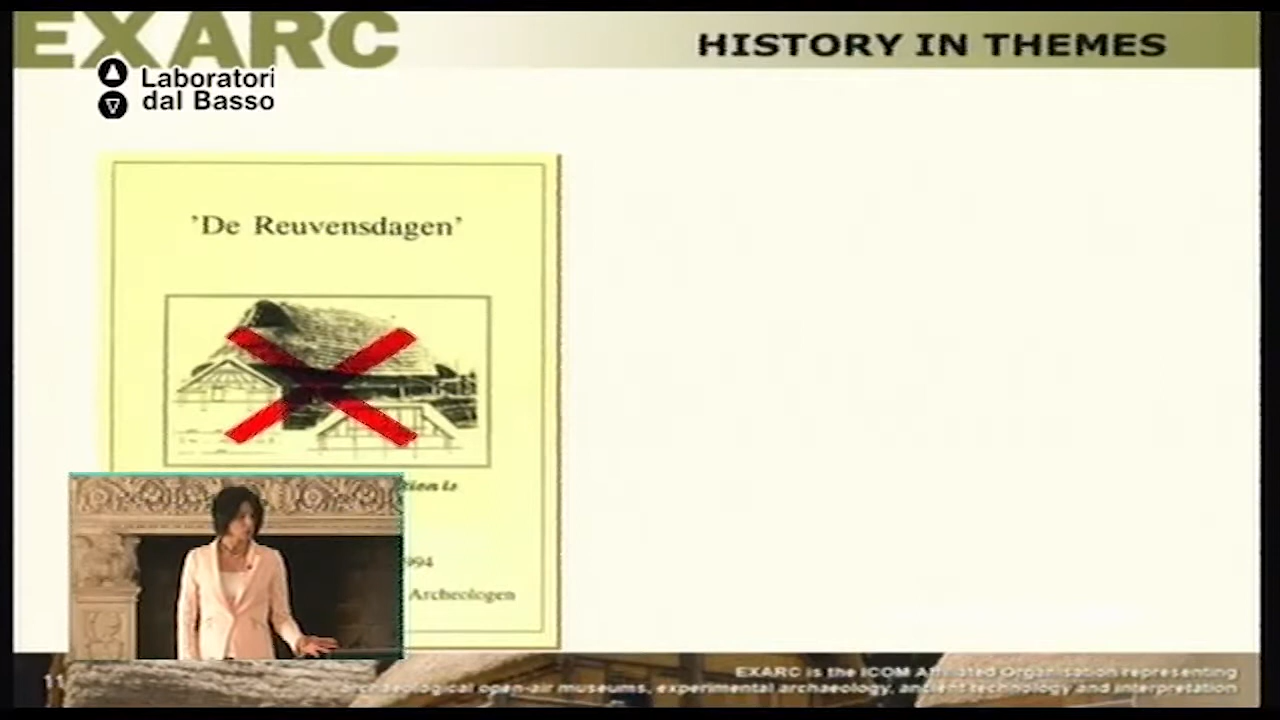 EXARC
HISTORY IN THEMES
Laboratori
dal Basso
'De Reuvensdagen'
is
994
Archeologen
11
EXARC is the ICOM Affiliated Organisation representing
archaeological open-air museums, experimental archaeology, ancient technology and interpretation